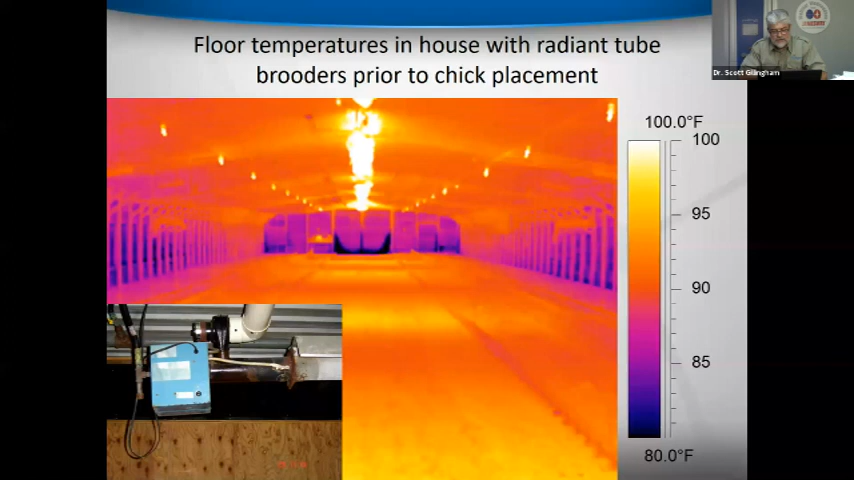 Floor temperatures in house with radiant tube
brooders prior to chick placement
Dr. Scott Gillingham
100.0°F
100
95
90
85
80.0°F